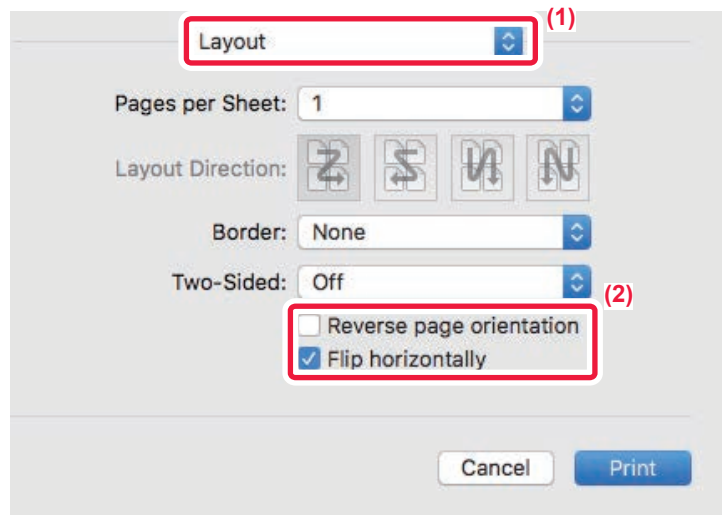 (1)
Layout
Pages per Sheet: 1
Layout Direction:
Border: None
Two-Sided: Off
(2)
Reverse page orientation
Flip horizontally
Cancel Print